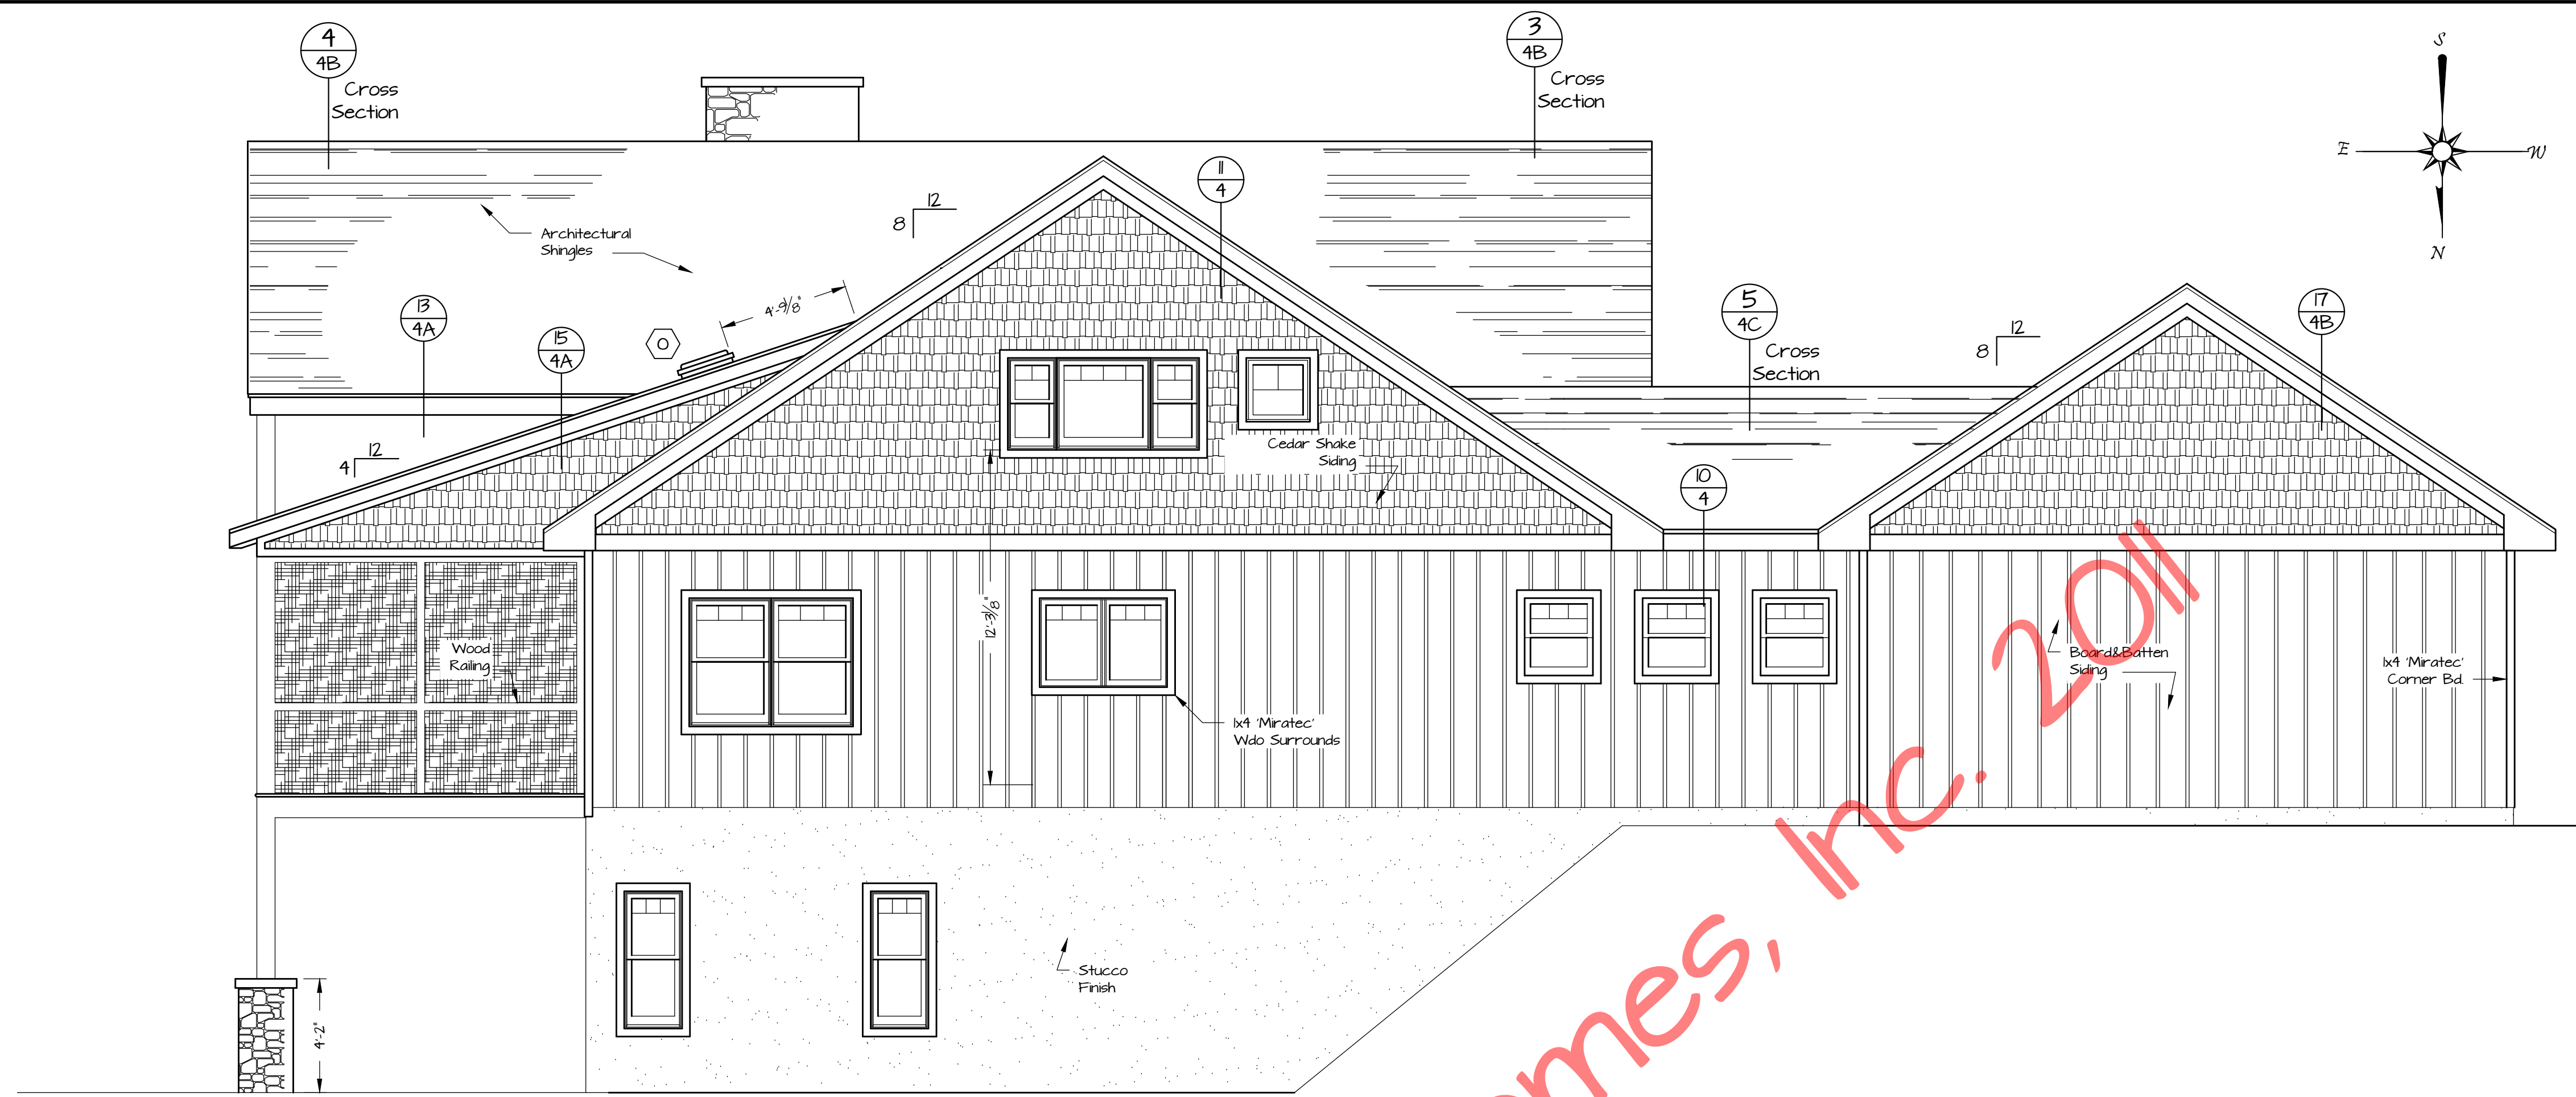 4
4B
Cross
Section
3
4B
Cross
Section
S
E
W
N
11
4
12
8
Architectural
Shingles
4'-9/8"
13
4A
15
4A
O
5
4C
Cross
Section
17
4B
12
8
12
4
Cedar Shake
Siding
10
4
12'-3/8"
Wood
Railing
Board&Batten
Siding
1x4 'Miratec'
Corner Bd.
1x4 'Miratec'
Wdo Surrounds
Stucco
Finish
4'-2"
omes, Inc. 2011